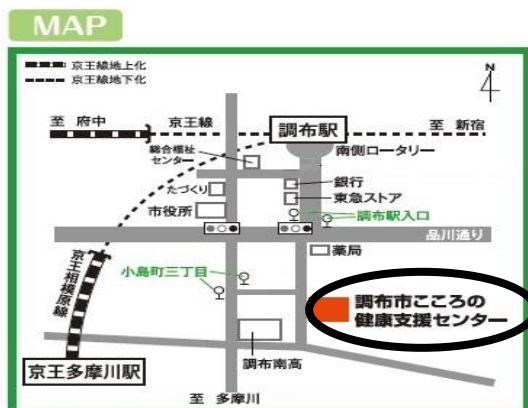 MAP
京王線地上化
京王線地下化
N
至 府中
京王線
調布駅
至 新宿
総合福祉
センター
南側ロータリー
たづくり
銀行
東急ストア
市役所
調布駅入口
品川通り
薬局
小島町三丁目
京王相模原線
調布市こころの
健康支援センター
調布南高
京王多摩川駅
至 多摩川